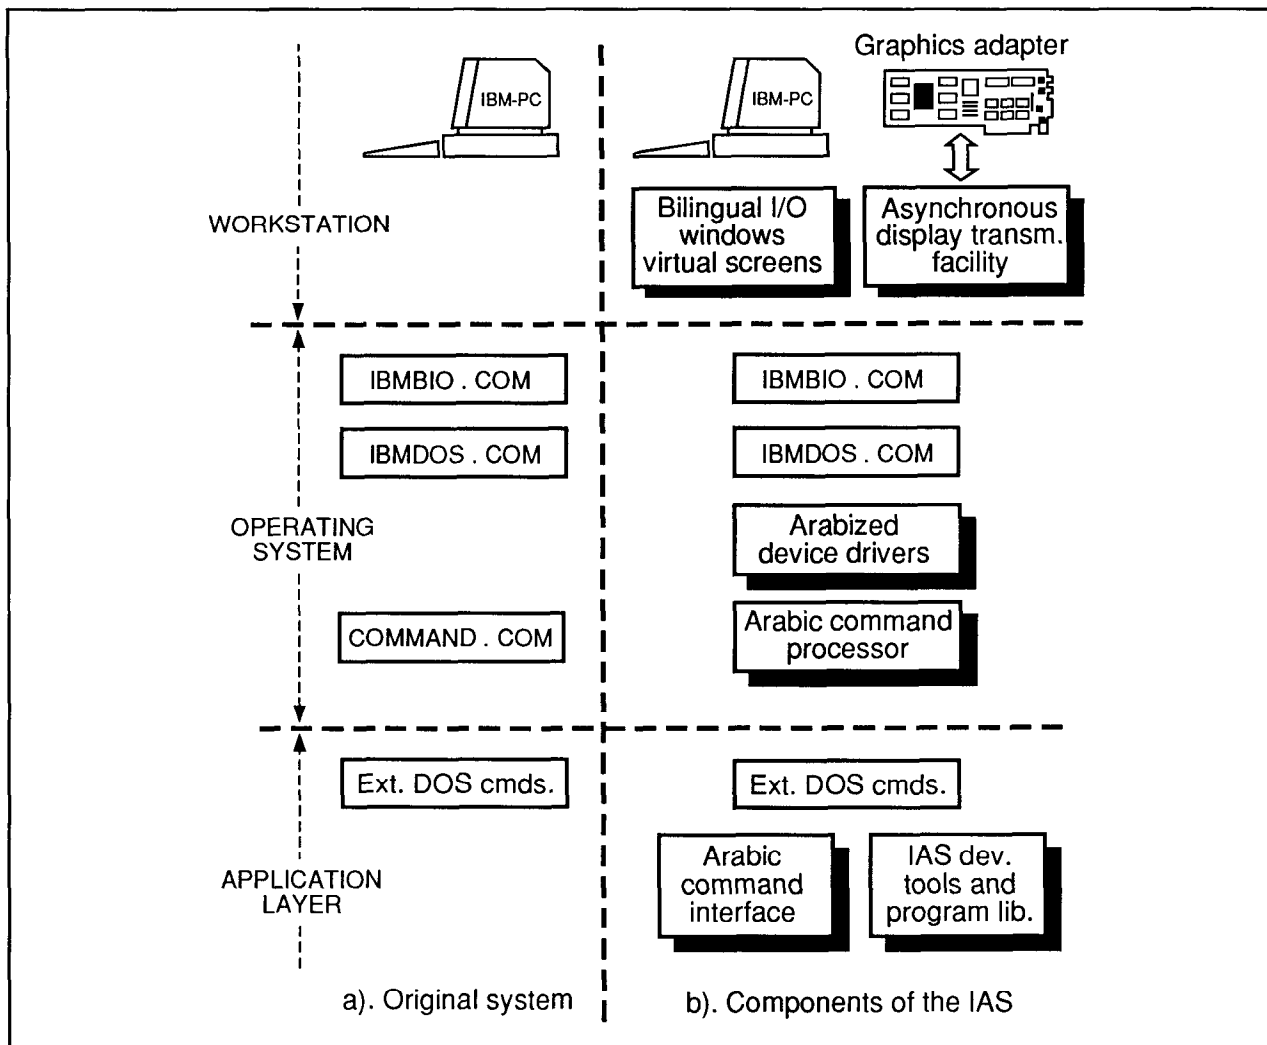 Graphics adapter
IBM-PC
IBM-PC
WORKSTATION
Bilingual I/O
windows
virtual screens
Asynchronous
display transm.
facility
IBMBIO . COM
IBMBIO . COM
IBMDOS . COM
IBMDOS . COM
OPERATING
SYSTEM
Arabized
device drivers
COMMAND . COM
Arabic command
processor
Ext. DOS cmds.
Ext. DOS cmds.
APPLICATION
LAYER
Arabic
command
interface
IAS dev.
tools and
program lib.
a). Original system
b). Components of the IAS